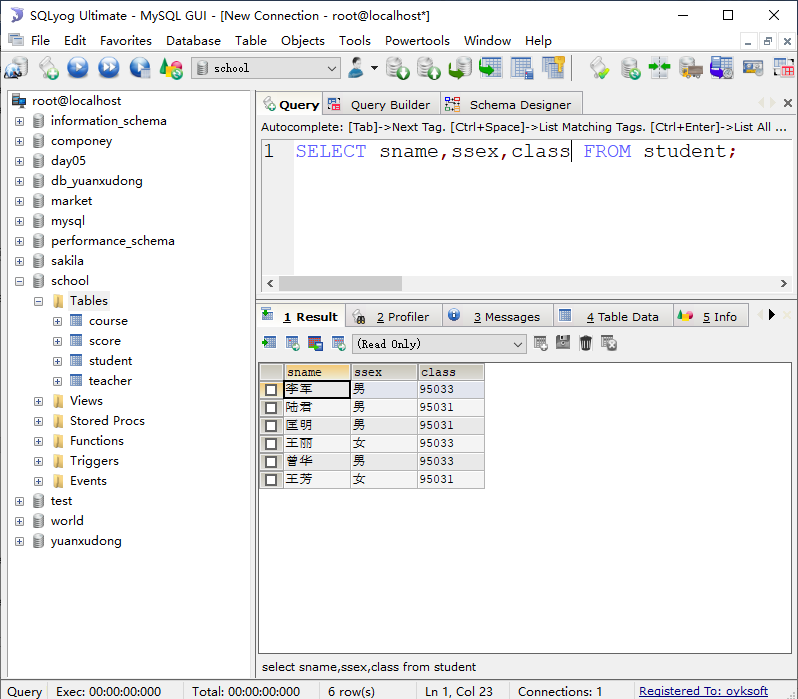 SQLyog Ultimate - MySQL GUI - [New Connection - root@localhost*]
File Edit Favorites Database Table Objects Tools Powertools Window Help
school
root@localhost
information_schema
componey
day05
db_yuanxudong
market
mysql
performance_schema
sakila
school
Tables
course
score
student
teacher
Views
Stored Procs
Functions
Triggers
Events
test
world
yuanxudong
Query Query Builder Schema Designer
Autocomplete: [Tab]->Next Tag. [Ctrl+Space]->List Matching Tags. [Ctrl+Enter]->List All ...
1 SELECT sname,ssex,class FROM student;
1 Result 2 Profiler 3 Messages 4 Table Data 5 Info
(Read Only)
sname ssex class
李军 男 95033
陆君 男 95031
匡明 男 95031
王丽 女 95033
曾华 男 95033
王芳 女 95031
select sname,ssex,class from student
Query Exec: 00:00:00:000 Total: 00:00:00:000 6 row(s) Ln 1, Col 23 Connections: 1 Registered To: oyksoft